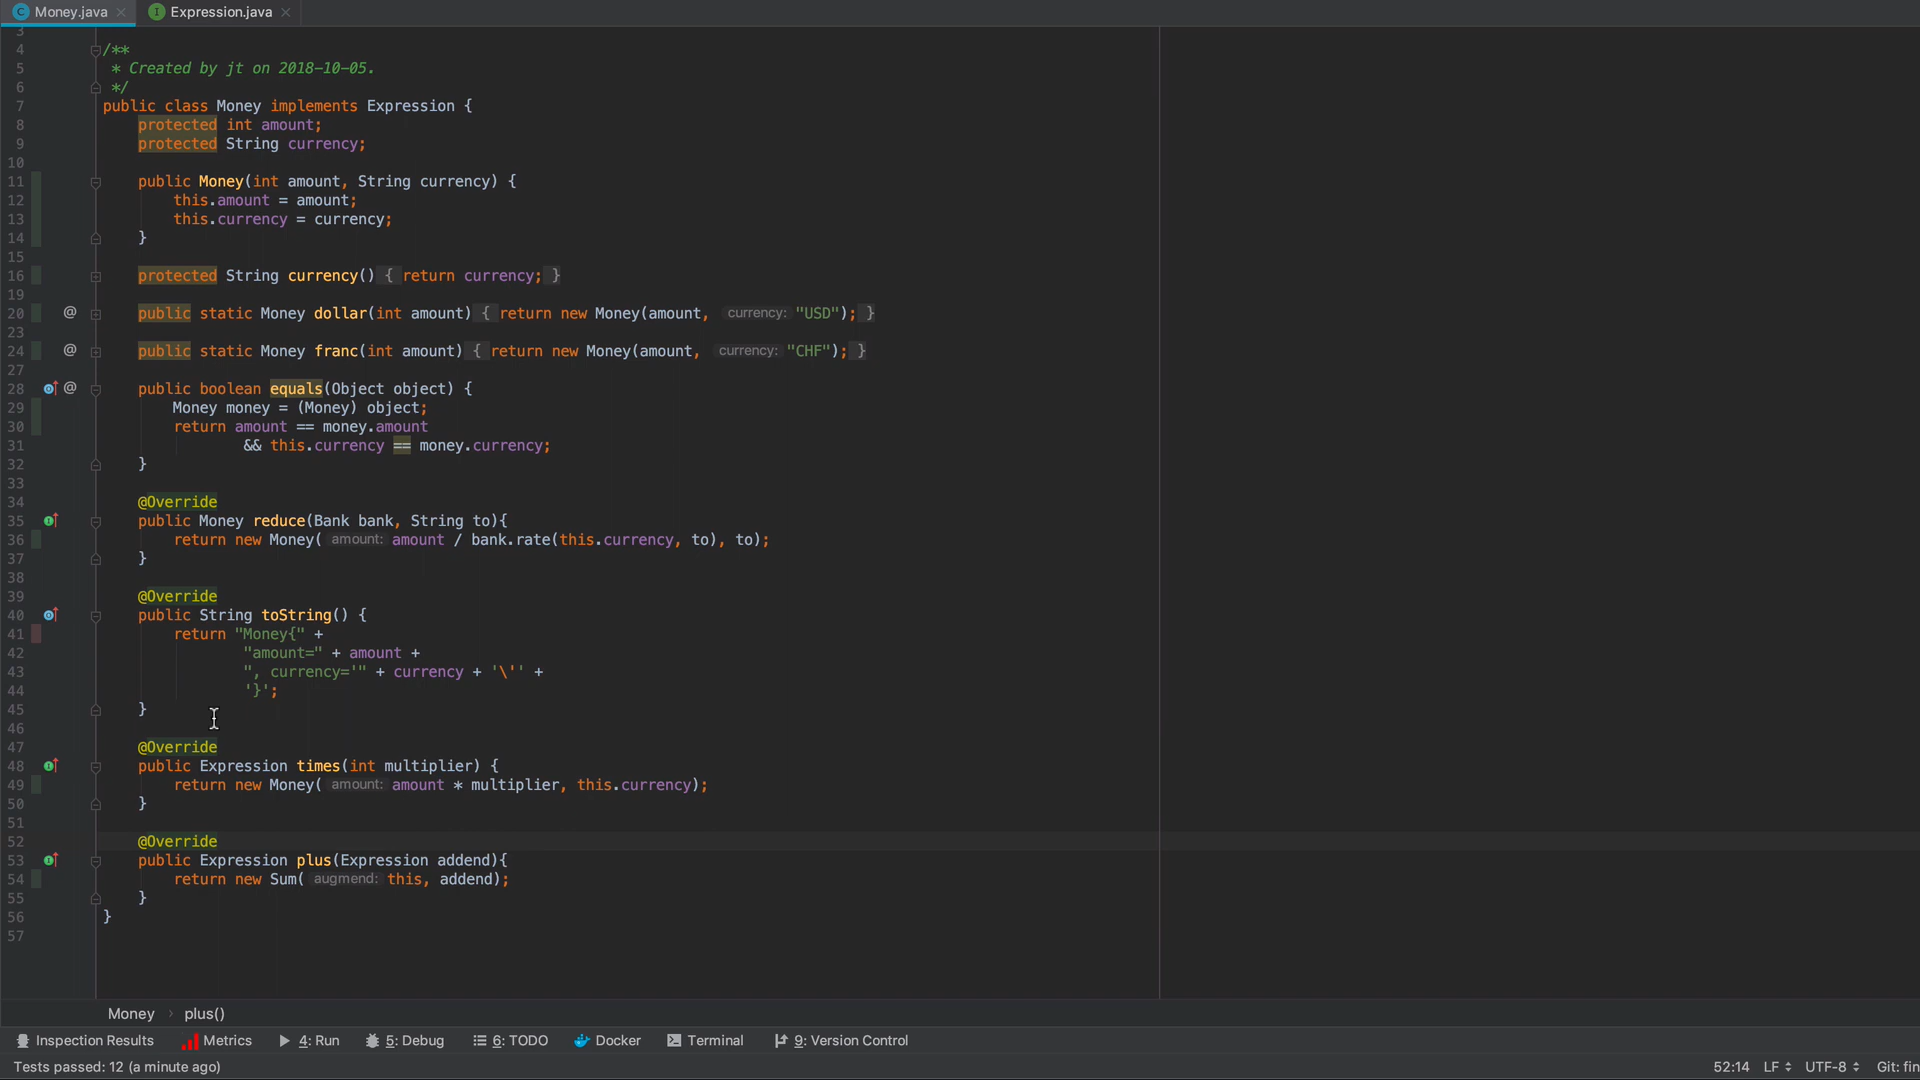 Money.java Expression.java
3
4 /**
5 * Created by jt on 2018-10-05.
6 */
7 public class Money implements Expression {
8 protected int amount;
9 protected String currency;
10
11 public Money(int amount, String currency) {
12 this.amount = amount;
13 this.currency = currency;
14 }
15
16 protected String currency() { return currency; }
19
20 @ public static Money dollar(int amount) { return new Money(amount, currency: "USD"); }
23
24 @ public static Money franc(int amount) { return new Money(amount, currency: "CHF"); }
27
28 @ public boolean equals(Object object) {
29 Money money = (Money) object;
30 return amount == money.amount
31 && this.currency == money.currency;
32 }
33
34 @Override
35 public Money reduce(Bank bank, String to){
36 return new Money( amount: amount / bank.rate(this.currency, to), to);
37 }
38
39 @Override
40 public String toString() {
41 return "Money{" +
42 "amount=" + amount +
43 ", currency='" + currency + '\'' +
44 '}';
45 }
46
47 @Override
48 public Expression times(int multiplier) {
49 return new Money( amount: amount * multiplier, this.currency);
50 }
51
52 @Override
53 public Expression plus(Expression addend){
54 return new Sum( augmend: this, addend);
55 }
56 }
57
Money › plus()
Inspection Results Metrics 4: Run 5: Debug 6: TODO Docker Terminal 9: Version Control
Tests passed: 12 (a minute ago) 52:14 LF UTF-8 Git: fin